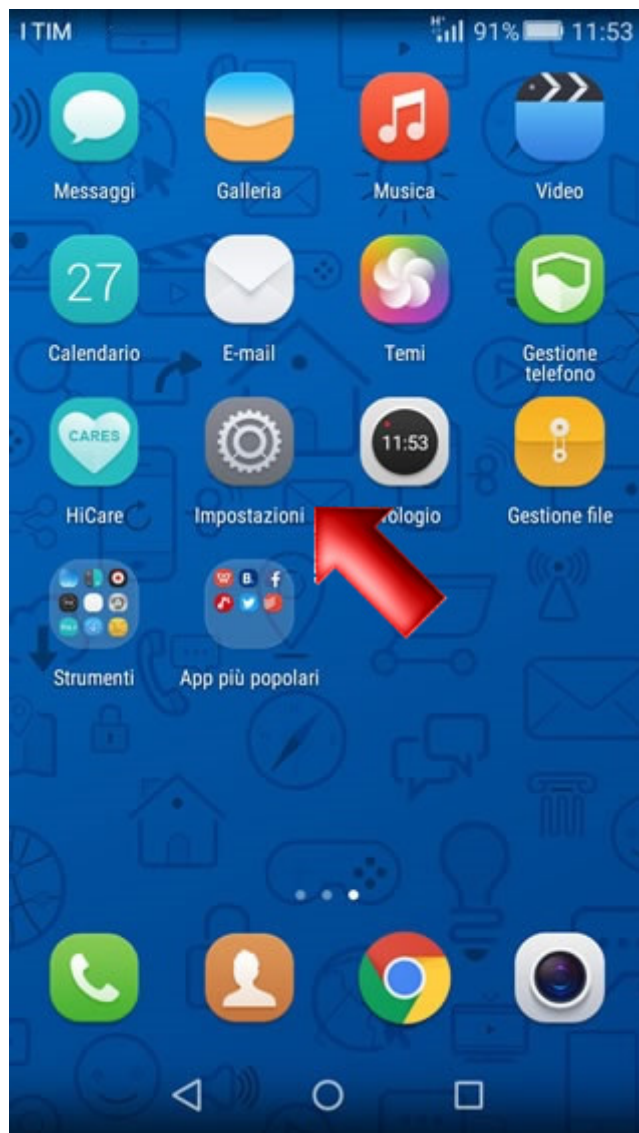 I TIM
H+ 91% 11:53
Messaggi
Galleria
Musica
Video
27
Calendario
E-mail
Temi
Gestione
telefono
CARES
HiCare
Impostazioni
11:53
ologio
Gestione file
B.
f
Strumenti
App più popolari